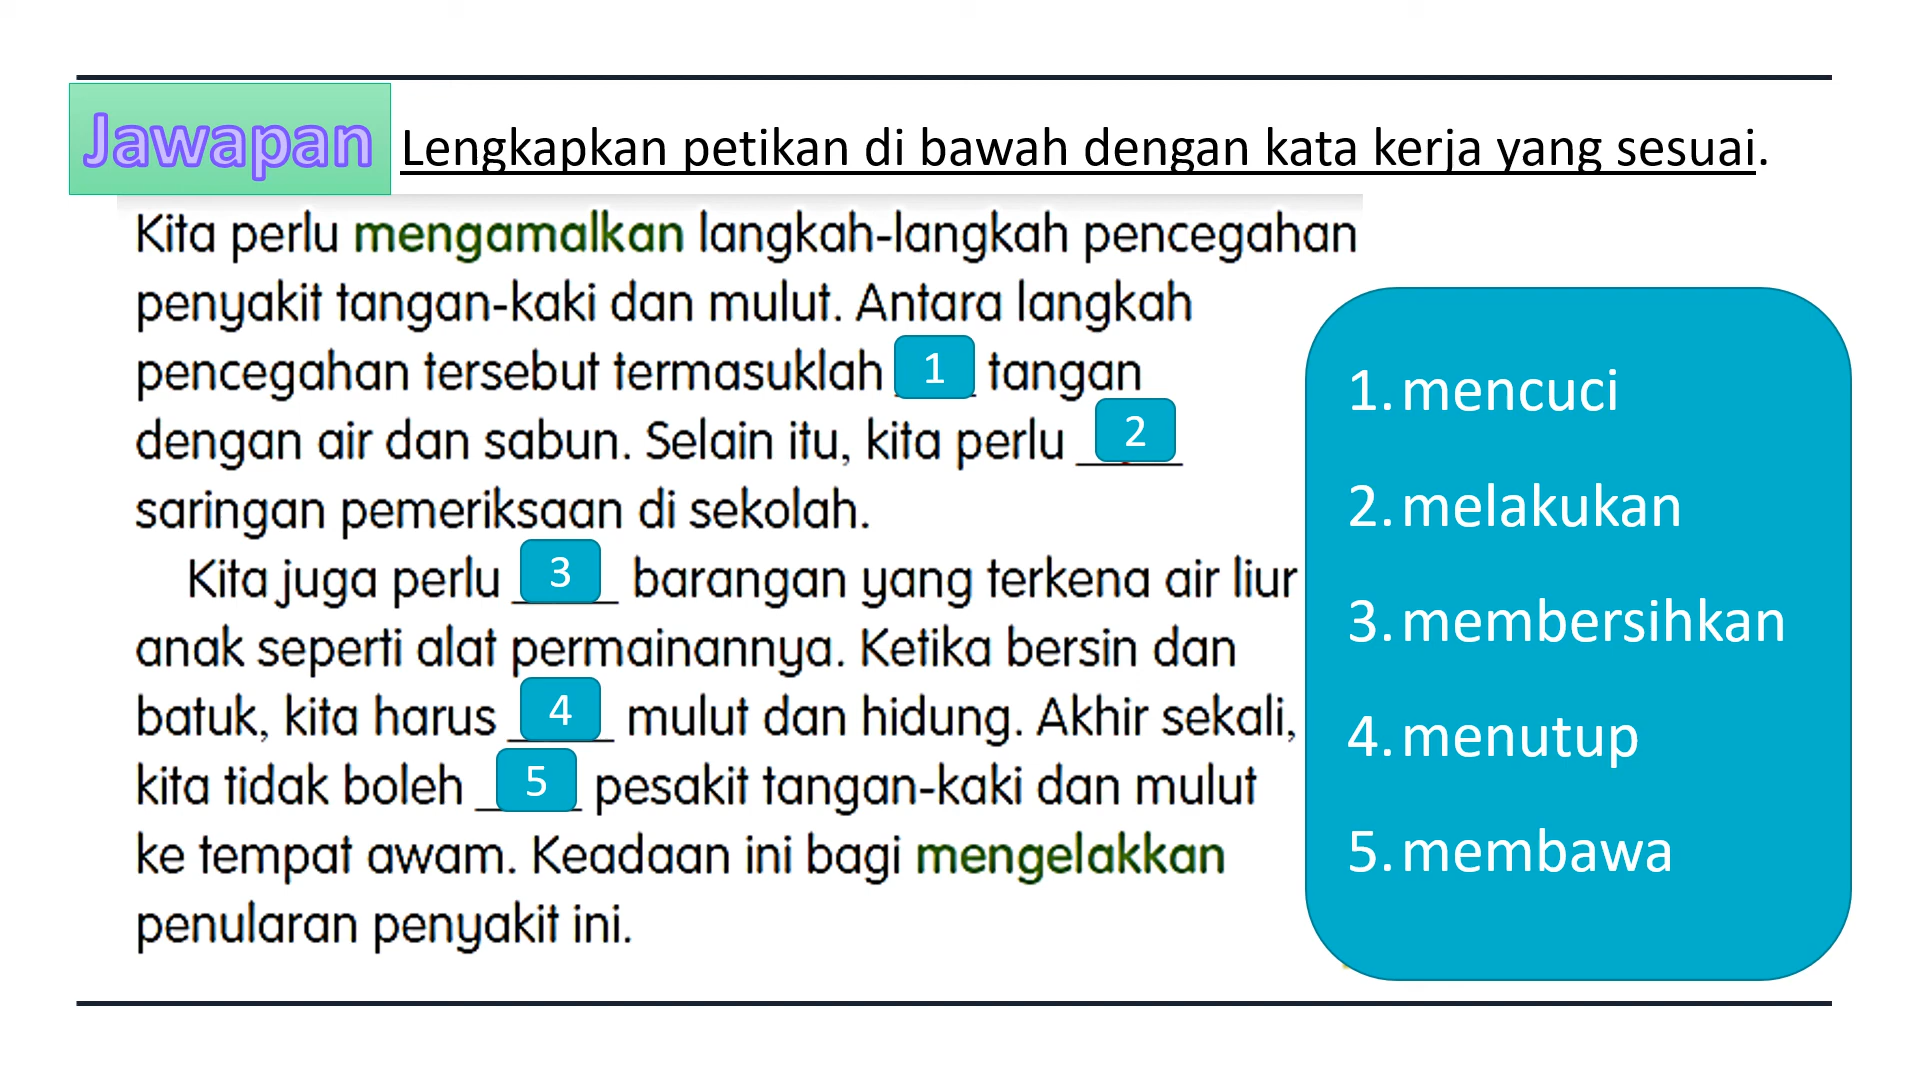 Jawapan Lengkapkan petikan di bawah dengan kata kerja yang sesuai.
Kita perlu mengamalkan langkah-langkah pencegahan
penyakit tangan-kaki dan mulut. Antara langkah
pencegahan tersebut termasuklah 1 tangan
dengan air dan sabun. Selain itu, kita perlu 2
saringan pemeriksaan di sekolah.
Kita juga perlu 3 barangan yang terkena air liur
anak seperti alat permainannya. Ketika bersin dan
batuk, kita harus 4 mulut dan hidung. Akhir sekali,
kita tidak boleh 5 pesakit tangan-kaki dan mulut
ke tempat awam. Keadaan ini bagi mengelakkan
penularan penyakit ini.
1. mencuci
2. melakukan
3. membersihkan
4. menutup
5. membawa